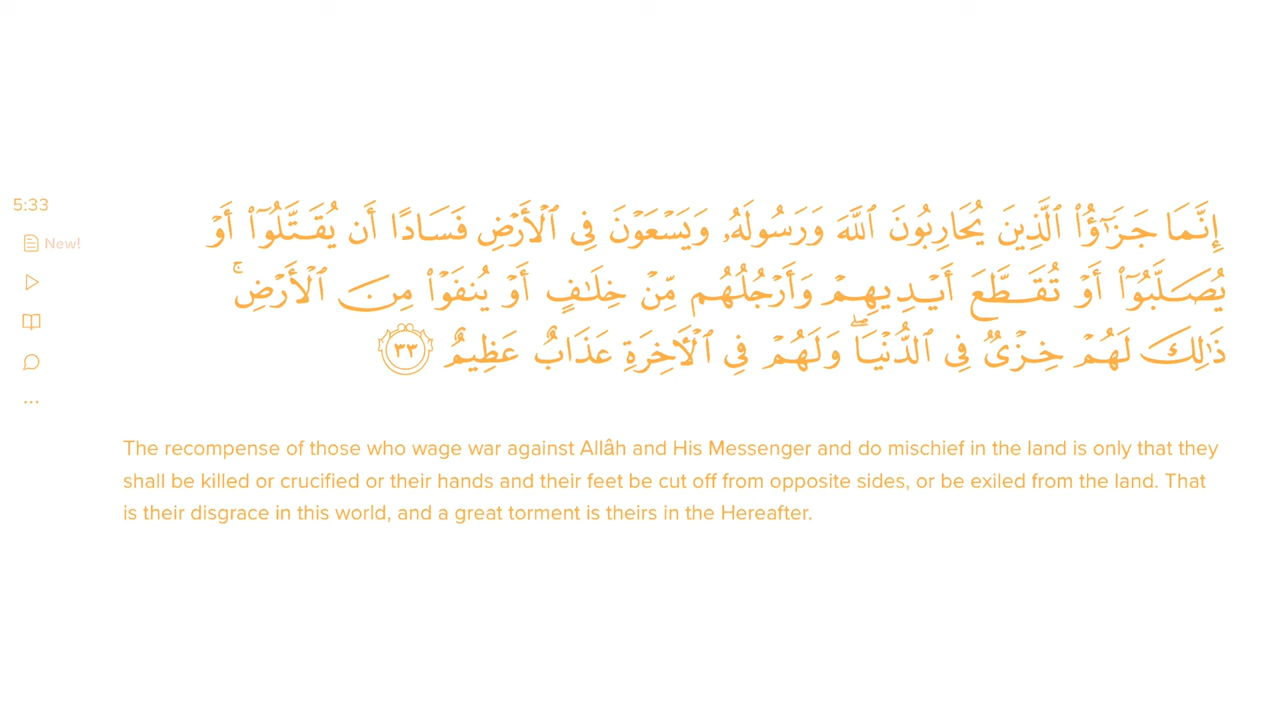 5:33
New!
إِنَّمَا جَزَٰٓؤُا۟ ٱلَّذِينَ يُحَارِبُونَ ٱللَّهَ وَرَسُولَهُۥ وَيَسْعَوْنَ فِى ٱلْأَرْضِ فَسَادًا أَن يُقَتَّلُوٓا۟ أَوْ
يُصَلَّبُوٓا۟ أَوْ تُقَطَّعَ أَيْدِيهِمْ وَأَرْجُلُهُم مِّنْ خِلَـٰفٍ أَوْ يُنفَوْا۟ مِنَ ٱلْأَرْضِ ۚ
ذَٰلِكَ لَهُمْ خِزْىٌ فِى ٱلدُّنْيَا ۖ وَلَهُمْ فِى ٱلْـَٔاخِرَةِ عَذَابٌ عَظِيمٌ ٣٣
The recompense of those who wage war against Allâh and His Messenger and do mischief in the land is only that they
shall be killed or crucified or their hands and their feet be cut off from opposite sides, or be exiled from the land. That
is their disgrace in this world, and a great torment is theirs in the Hereafter.